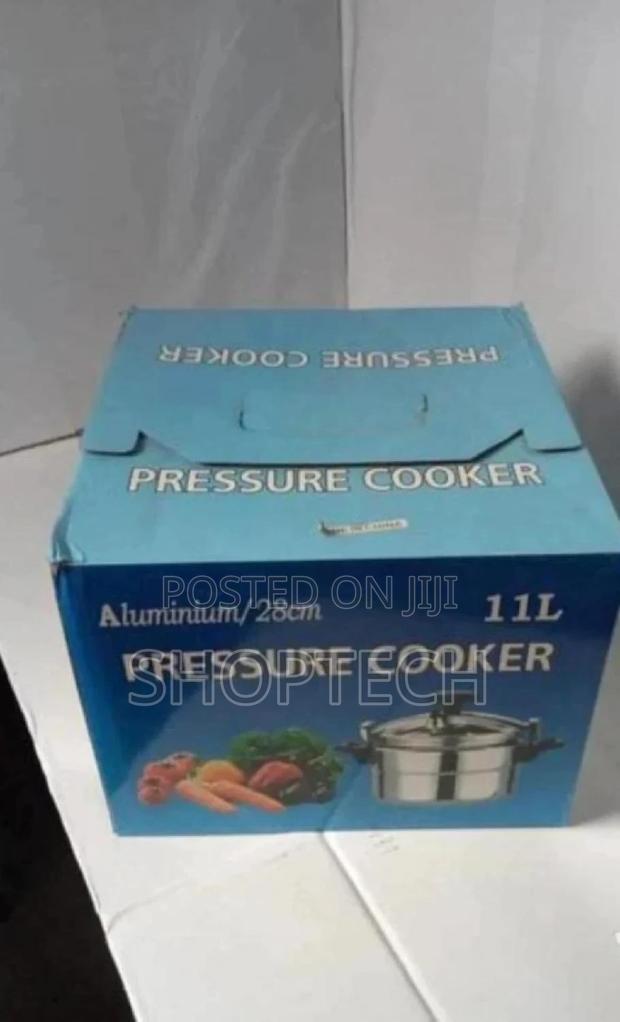 PRESSURE COOKER
PRESSURE COOKER
POSTED ON JIJI
Aluminium/28cm
11L
PRESSURE COOKER
SHOPTECH